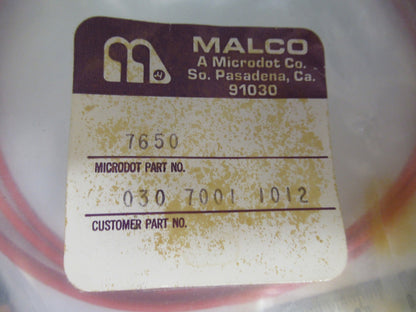 MALCO
A Microdot Co.
So. Pasadena, Ca.
91030
7650
MICRODOT PART NO.
030 7001 1012
CUSTOMER PART NO.